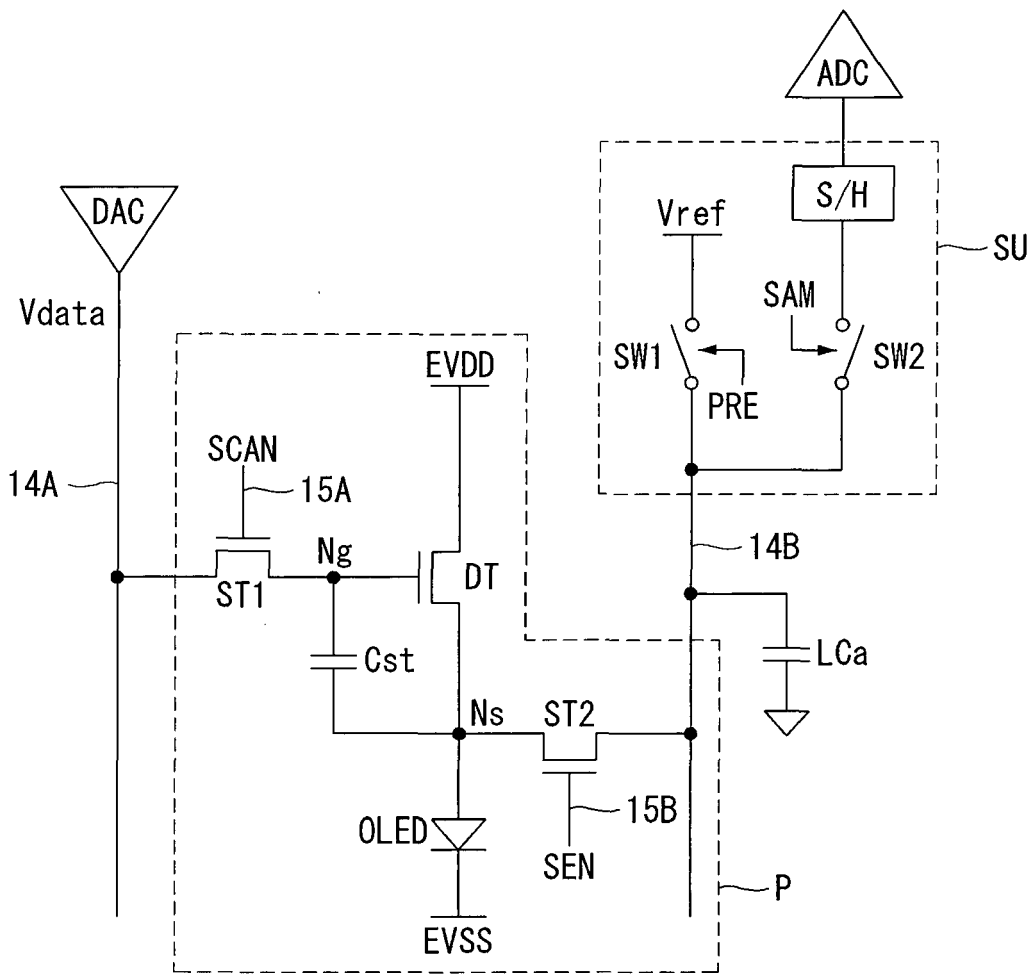 ADC
S/H
DAC
Vref
SU
SAM
Vdata
SW1
SW2
EVDD
PRE
SCAN
14A
15A
14B
Ng
DT
ST1
Cst
LCa
Ns
ST2
15B
OLED
SEN
P
EVSS